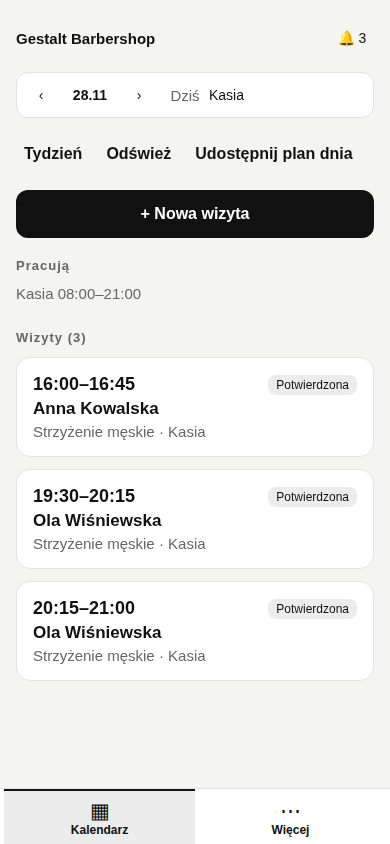 Gestalt Barbershop
🔔 3
‹ 28.11 › Dziś Kasia
Tydzień Odśwież Udostępnij plan dnia
+ Nowa wizyta
Pracują
Kasia 08:00–21:00
Wizyty (3)
16:00–16:45
Potwierdzona
Anna Kowalska
Strzyżenie męskie · Kasia
19:30–20:15
Potwierdzona
Ola Wiśniewska
Strzyżenie męskie · Kasia
20:15–21:00
Potwierdzona
Ola Wiśniewska
Strzyżenie męskie · Kasia
Kalendarz
Więcej